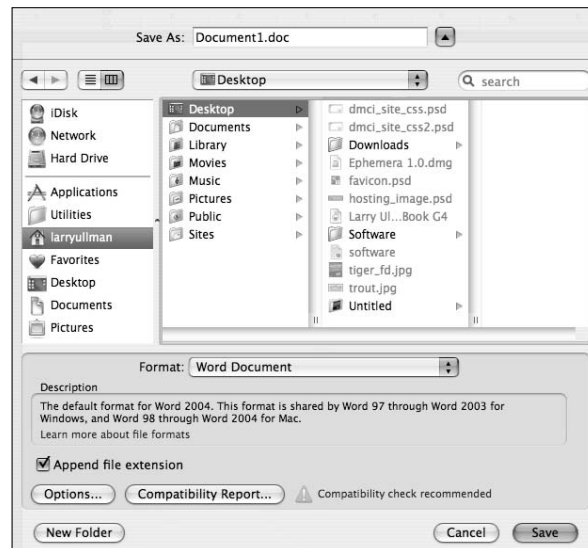 Save As: Document1.doc
Desktop
search
iDisk
Network
Hard Drive
Applications
Utilities
larryullman
Favorites
Desktop
Documents
Pictures
Desktop
Documents
Library
Movies
Music
Pictures
Public
Sites
dmci_site_css.psd
dmci_site_css2.psd
Downloads
Ephemera 1.0.dmg
favicon.psd
hosting_image.psd
Larry Ul...Book G4
Software
software
tiger_fd.jpg
trout.jpg
Untitled
Format: Word Document
Description
The default format for Word 2004. This format is shared by Word 97 through Word 2003 for
Windows, and Word 98 through Word 2004 for Mac.
Learn more about file formats
Append file extension
Options...
Compatibility Report...
Compatibility check recommended
New Folder
Cancel
Save